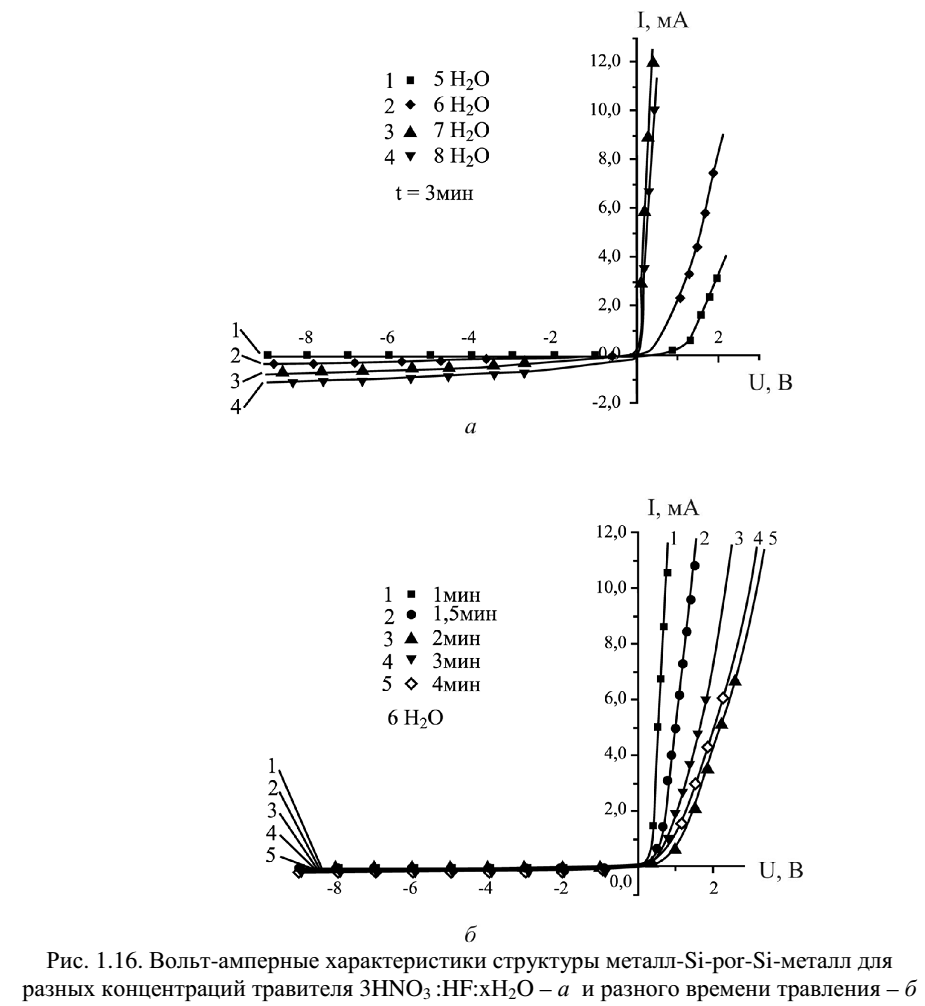 I, мА
12,0
10,0
8,0
6,0
4,0
2,0
0,0
-2,0
-8
-6
-4
-2
2
U, В
1 5 H₂O
2 6 H₂O
3 7 H₂O
4 8 H₂O
t = 3мин
1
2
3
4
а
I, мА
12,0
10,0
8,0
6,0
4,0
2,0
0,0
1 2 3 4 5
1 1мин
2 1,5мин
3 2мин
4 3мин
5 4мин
6 H₂O
1
2
3
4
5
-8
-6
-4
-2
2
U, В
б
Рис. 1.16. Вольт-амперные характеристики структуры металл-Si-por-Si-металл для
разных концентраций травителя 3HNO₃ :HF:xH₂O – а и разного времени травления – б